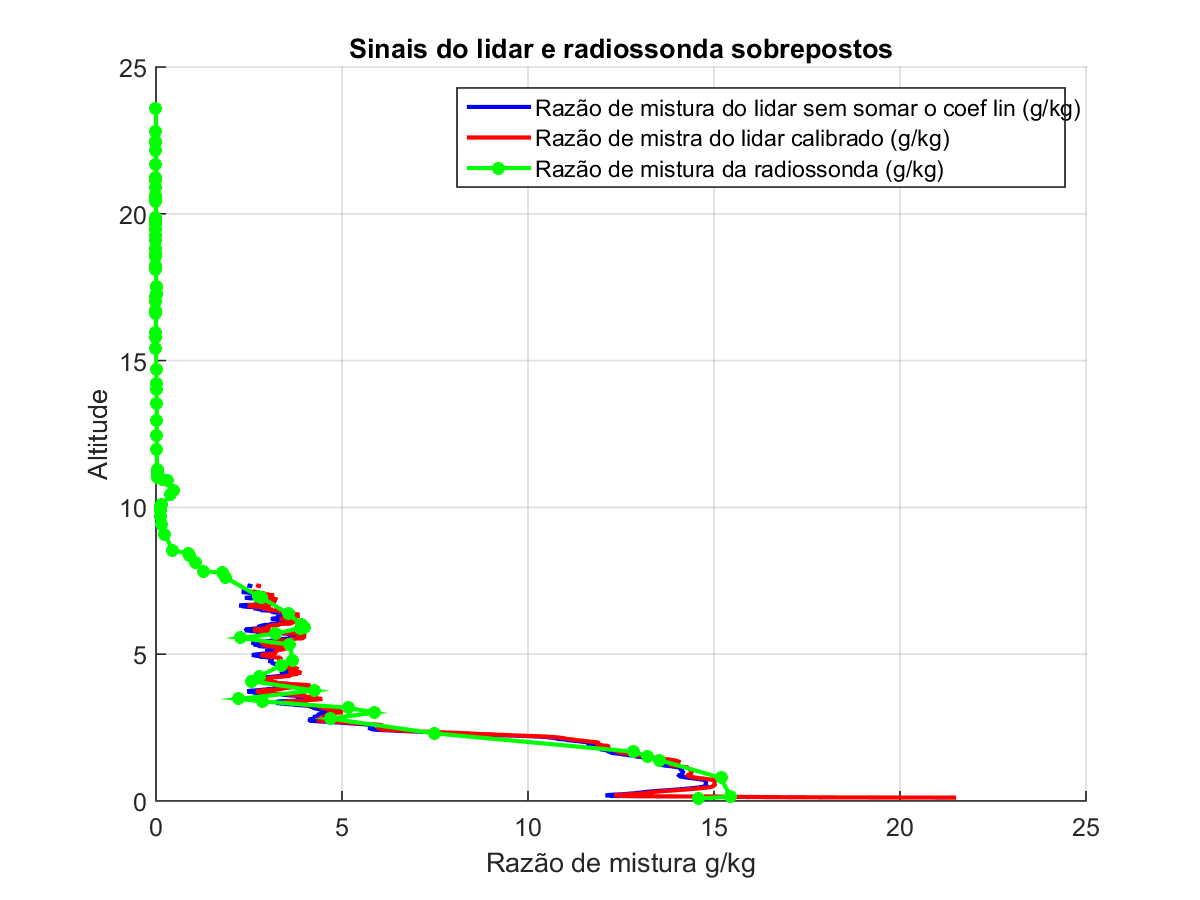 Sinais do lidar e radiossonda sobrepostos
25
Razão de mistura do lidar sem somar o coef lin (g/kg)
Razão de mistra do lidar calibrado (g/kg)
Razão de mistura da radiossonda (g/kg)
20
15
Altitude
10
5
0
0 5 10 15 20 25
Razão de mistura g/kg